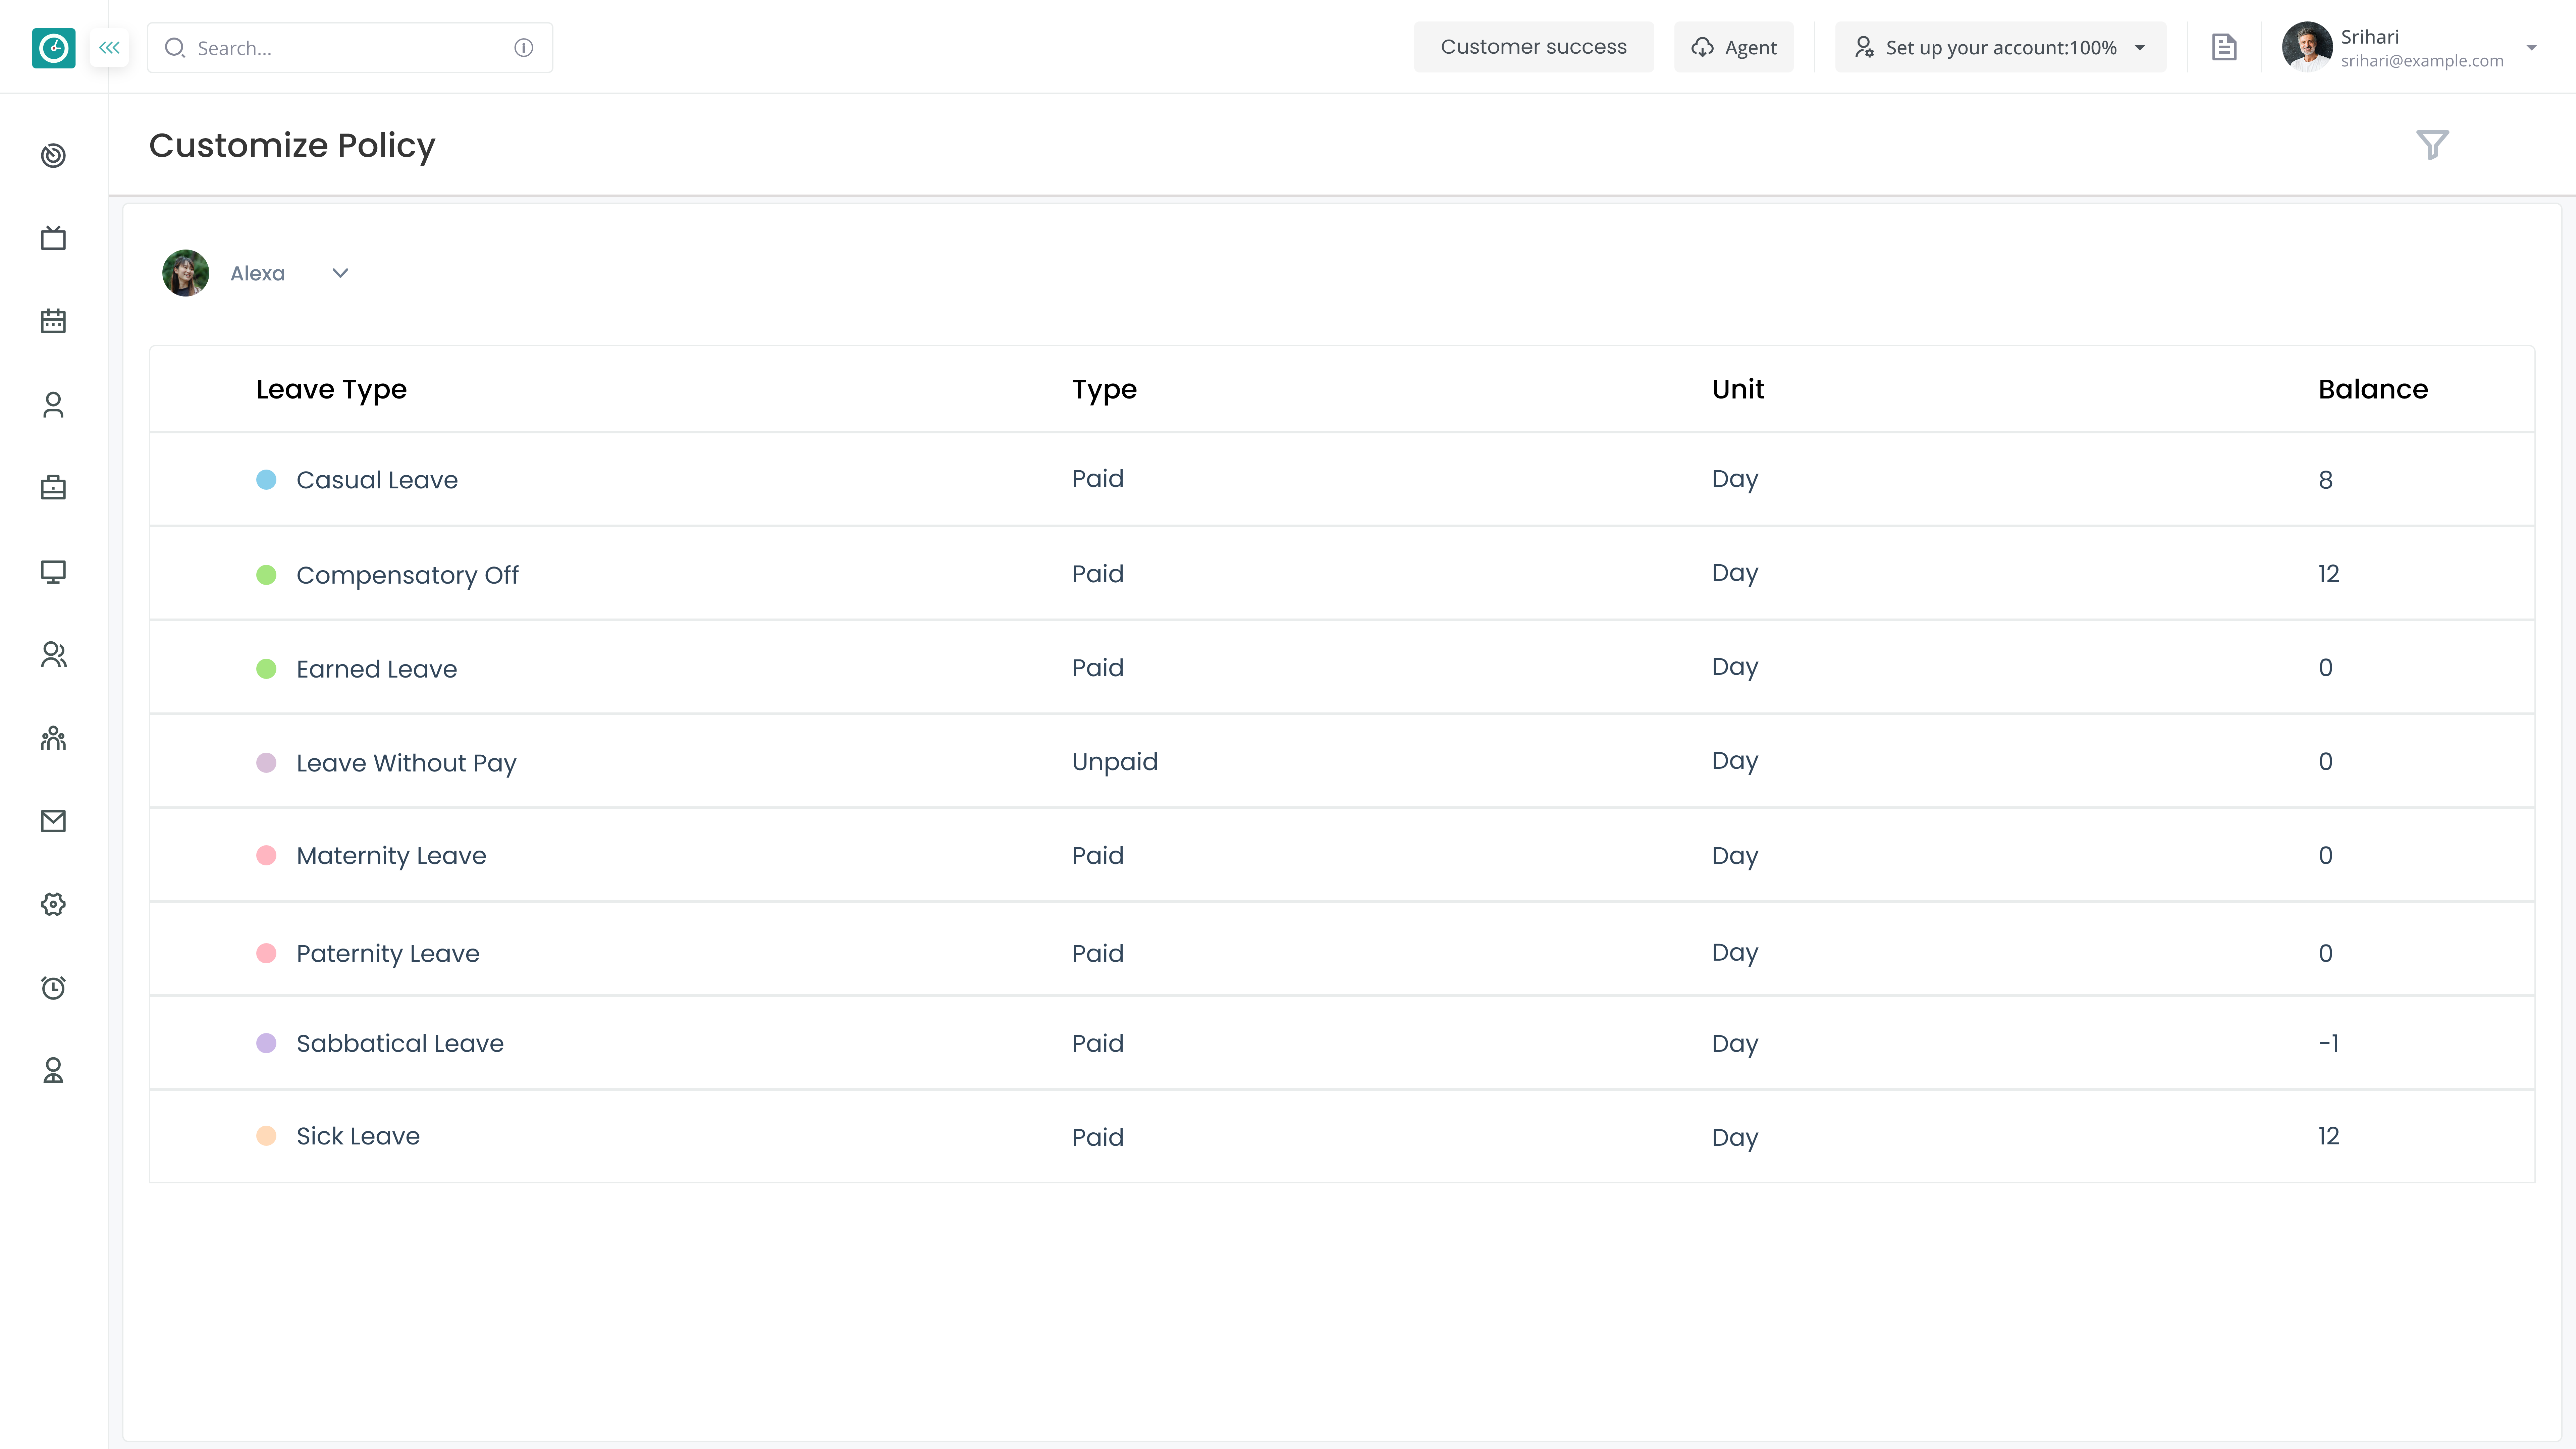 Search...
Customer success
Agent
Set up your account:100%
Srihari
srihari@example.com
Customize Policy
Alexa
Leave Type Type Unit Balance
Casual Leave Paid Day 8
Compensatory Off Paid Day 12
Earned Leave Paid Day 0
Leave Without Pay Unpaid Day 0
Maternity Leave Paid Day 0
Paternity Leave Paid Day 0
Sabbatical Leave Paid Day -1
Sick Leave Paid Day 12